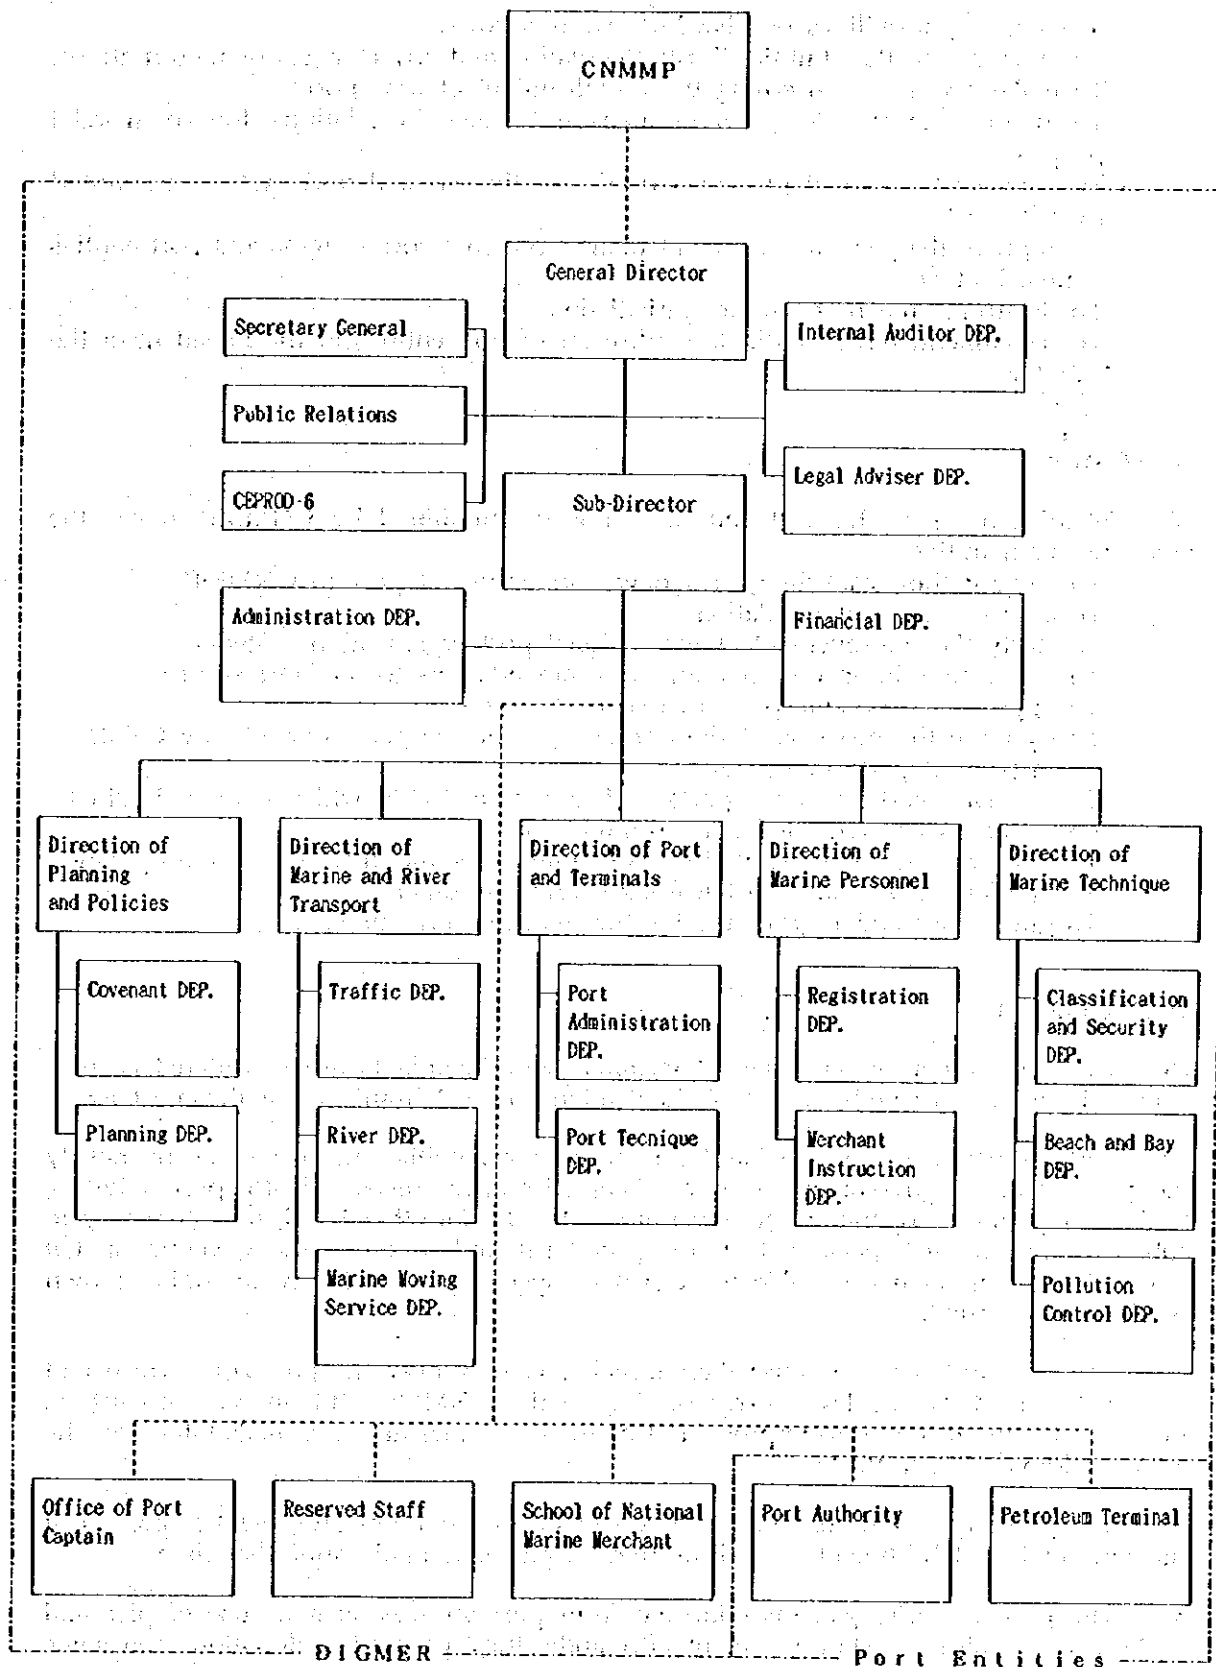 CNMMP
General Director
Secretary General
Internal Auditor DEP.
Public Relations
Legal Adviser DEP.
CEPROD-6
Sub-Director
Administration DEP.
Financial DEP.
Direction of
Planning
and Policies
Direction of
Marine and River
Transport
Direction of Port
and Terminals
Direction of
Marine Personnel
Direction of
Marine Technique
Covenant DEP.
Traffic DEP.
Port
Administration
DEP.
Registration
DEP.
Classification
and Security
DEP.
Planning DEP.
River DEP.
Port Tecnique
DEP.
Merchant
Instruction
DEP.
Beach and Bay
DEP.
Marine Moving
Service DEP.
Pollution
Control DEP.
Office of Port
Captain
Reserved Staff
School of National
Marine Merchant
Port Authority
Petroleum Terminal
DIGMER
Port Entities